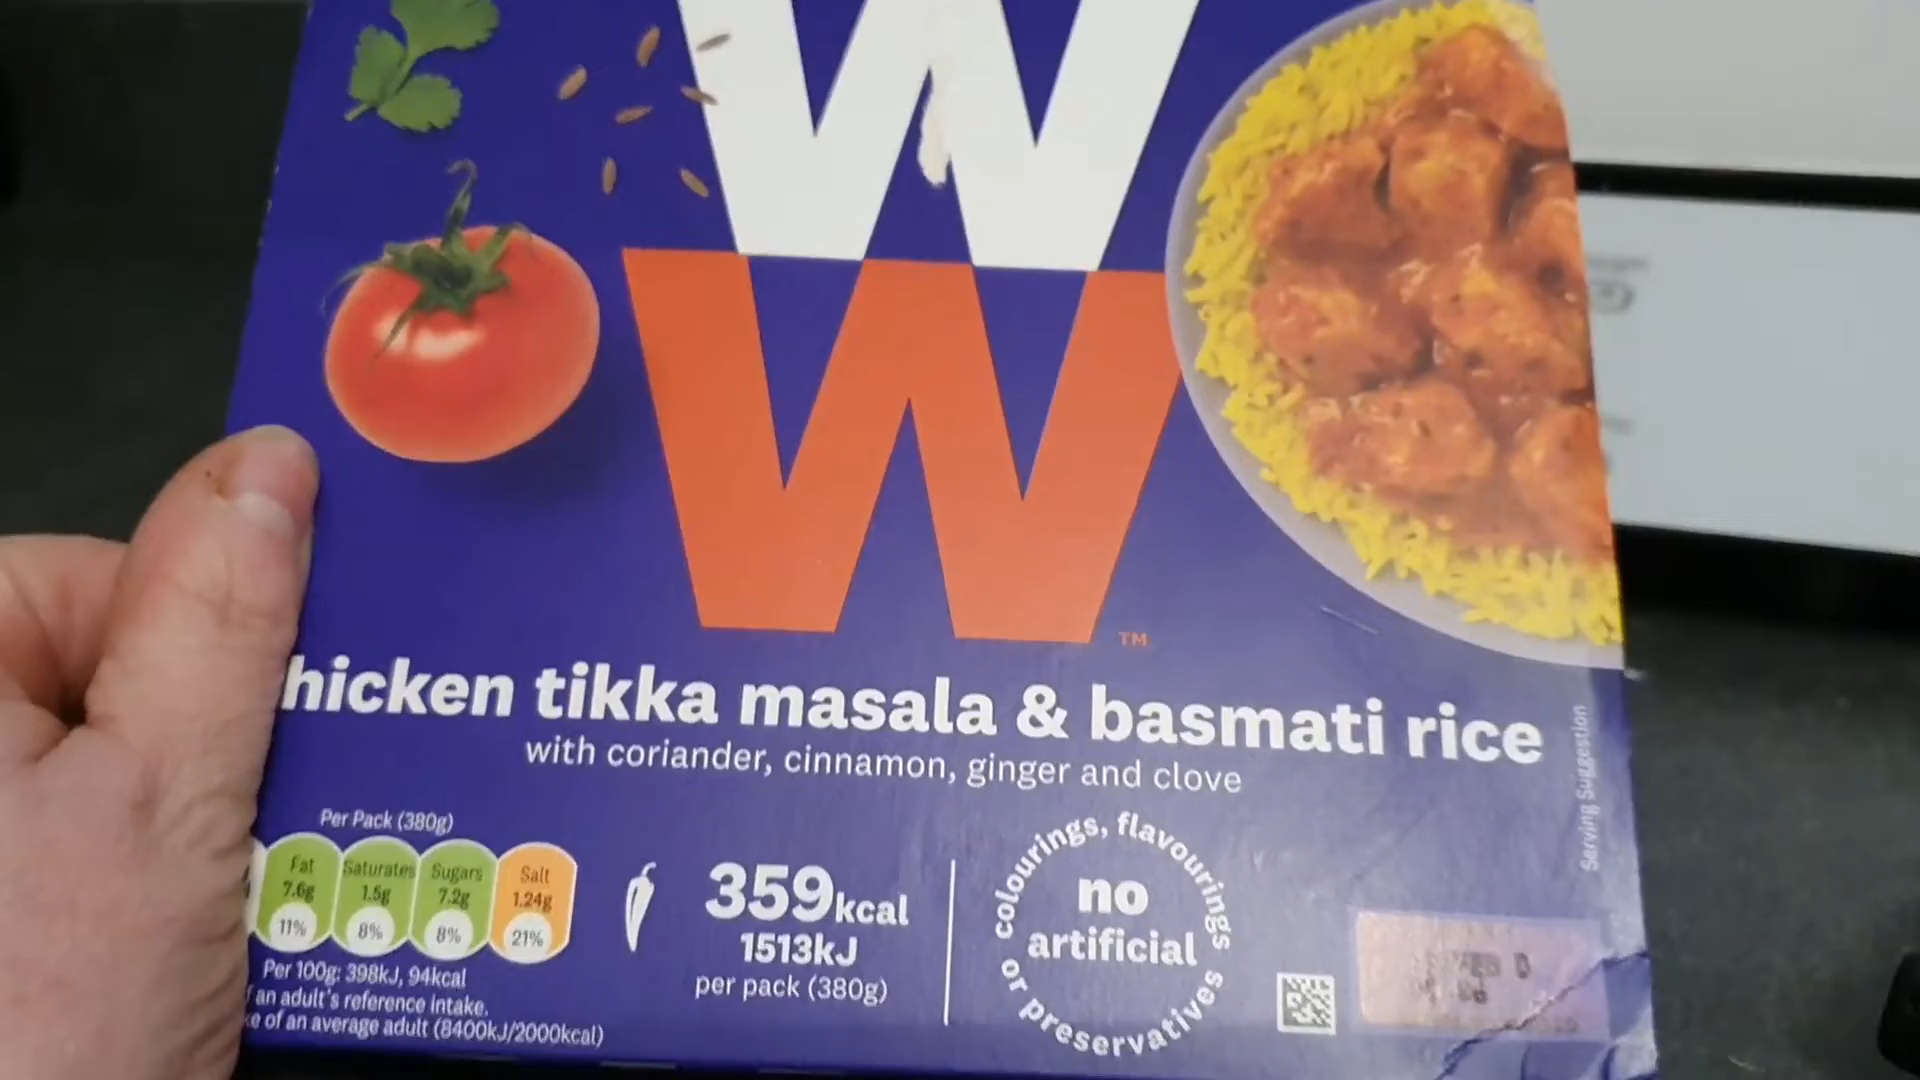 W
W
TM
hicken tikka masala & basmati rice
with coriander, cinnamon, ginger and clove
Serving Suggestion
Per Pack (380g)
Fat
7.6g
11%
Saturates
1.5g
8%
Sugars
7.2g
8%
Salt
1.24g
21%
Per 100g: 398kJ, 94kcal
an adult's reference intake.
of an average adult (8400kJ/2000kcal)
359kcal
1513kJ
per pack (380g)
no
artificial
colourings, flavourings
or preservatives